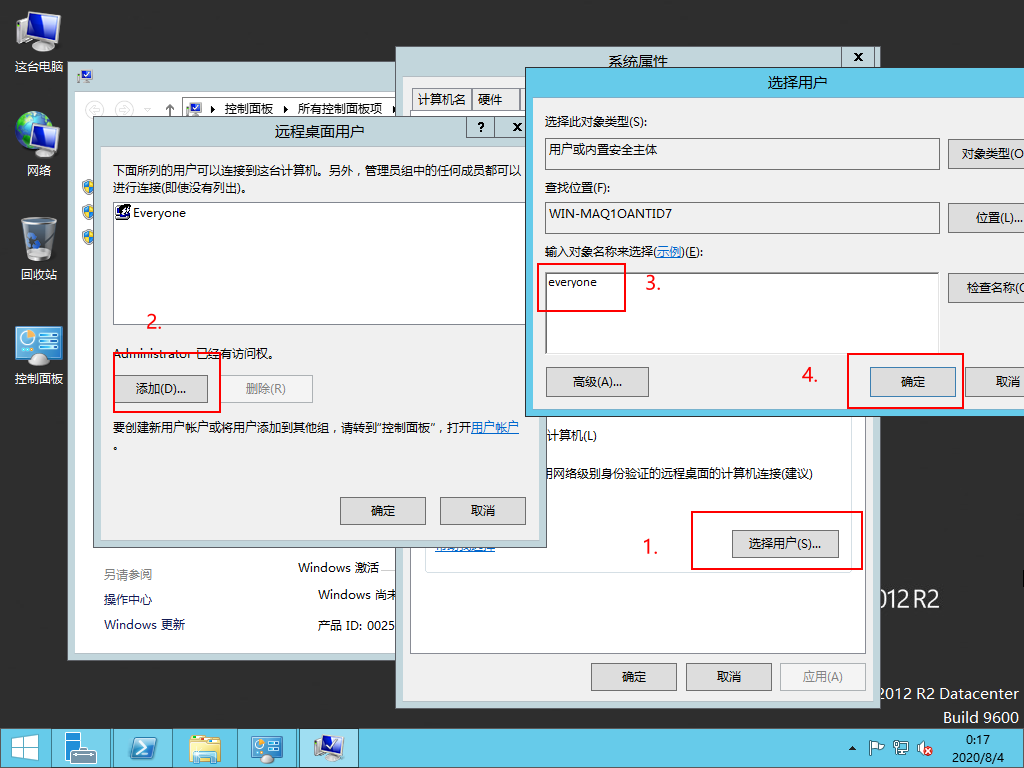 这台电脑
网络
回收站
控制面板
控制面板
所有控制面板项
另请参阅
操作中心
Windows 更新
Windows 激活
Windows 尚未
产品 ID: 0025
系统属性
x
计算机名
硬件
计算机(L)
用网络级别身份验证的远程桌面的计算机连接(建议)
帮助我选择
1.
选择用户(S)...
确定
取消
应用(A)
远程桌面用户
?
x
下面所列的用户可以连接到这台计算机。另外，管理员组中的任何成员都可以
进行连接(即使没有列出)。
Everyone
2.
Administrator 已经有访问权。
添加(D)...
删除(R)
要创建新用户帐户或将用户添加到其他组，请转到"控制面板"，打开用户帐户
。
确定
取消
选择用户
选择此对象类型(S):
用户或内置安全主体
对象类型(O
查找位置(F):
WIN-MAQ1OANTID7
位置(L)...
输入对象名称来选择(示例)(E):
everyone
3.
检查名称(C
高级(A)...
4.
确定
取消
012 R2
2012 R2 Datacenter
Build 9600
0:17
2020/8/4